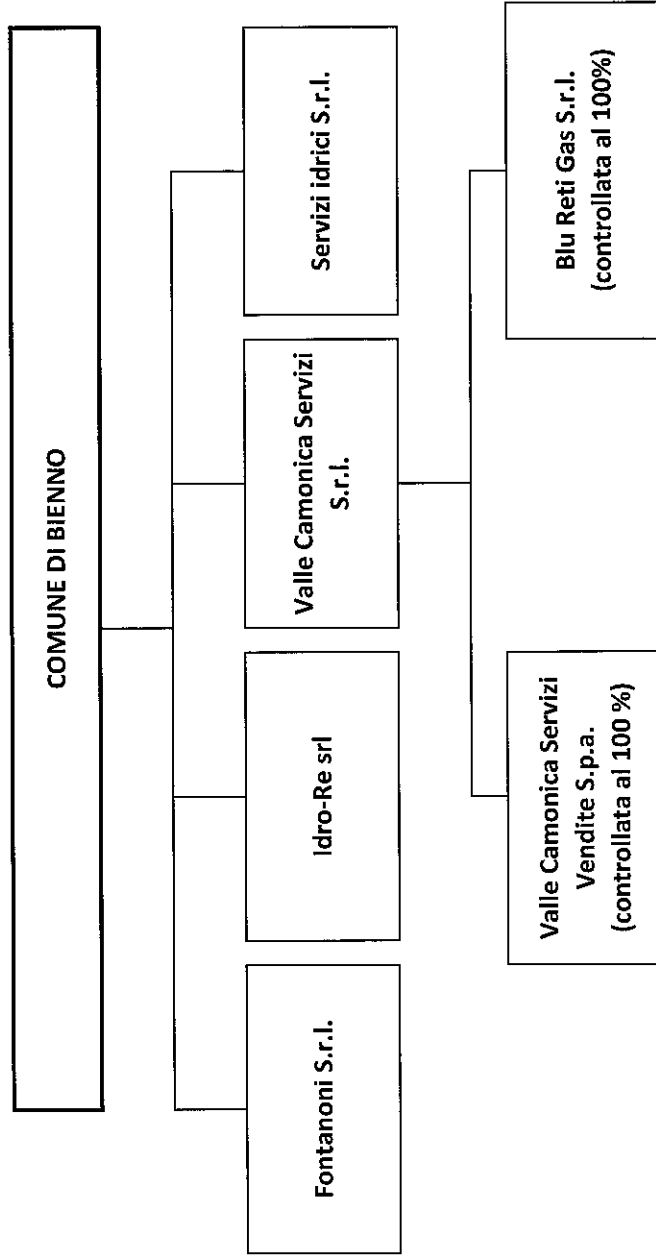 COMUNE DI BIENNO
Fontanoni S.r.l.
Idro-Re srl
Valle Camonica Servizi
S.r.l.
Servizi idrici S.r.l.
Valle Camonica Servizi
Vendite S.p.a.
(controllata al 100 %)
Blu Reti Gas S.r.l.
(controllata al 100%)